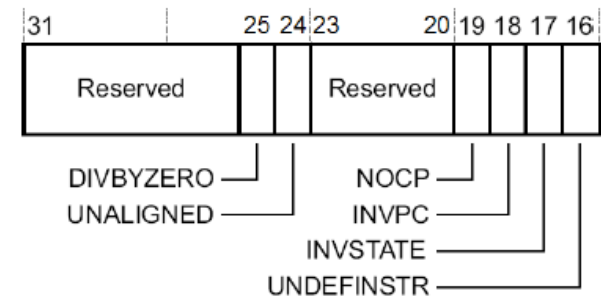 31 25 24 23 20 19 18 17 16
Reserved Reserved
DIVBYZERO NOCP
UNALIGNED INVPC
INVSTATE
UNDEFINSTR